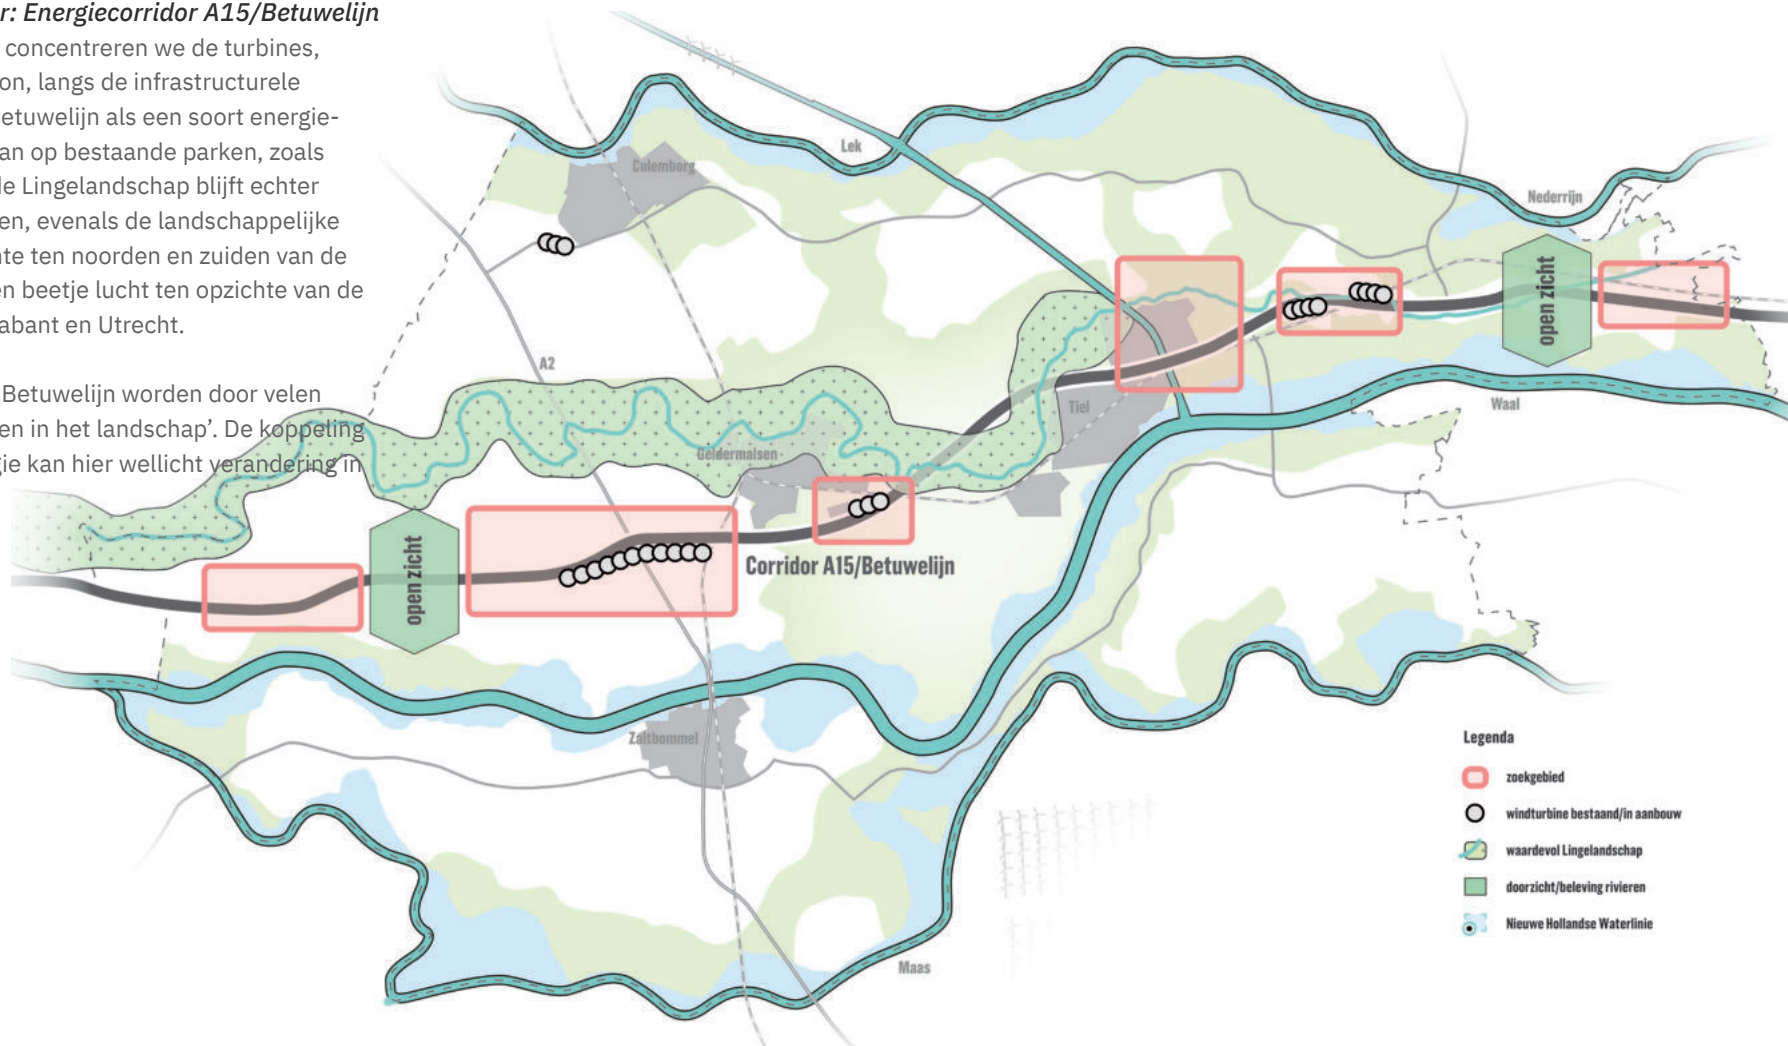 r: Energiecorridor A15/Betuwelijn
concentreren we de turbines,
on, langs de infrastructurele
etuwelijn als een soort energie-
an op bestaande parken, zoals
de Lingelandschap blijft echter
en, evenals de landschappelijke
nte ten noorden en zuiden van de
en beetje lucht ten opzichte van de
abant en Utrecht.
Betuwelijn worden door velen
en in het landschap’. De koppeling
gie kan hier wellicht verandering in
Culemborg
Lek
Nederrijn
open zicht
A2
Tiel
Waal
Geldermalsen
open zicht
Corridor A15/Betuwelijn
Zaltbommel
Maas
Legenda
zoekgebied
windturbine bestaand/in aanbouw
waardevol Lingelandschap
doorzicht/beleving rivieren
Nieuwe Hollandse Waterlinie